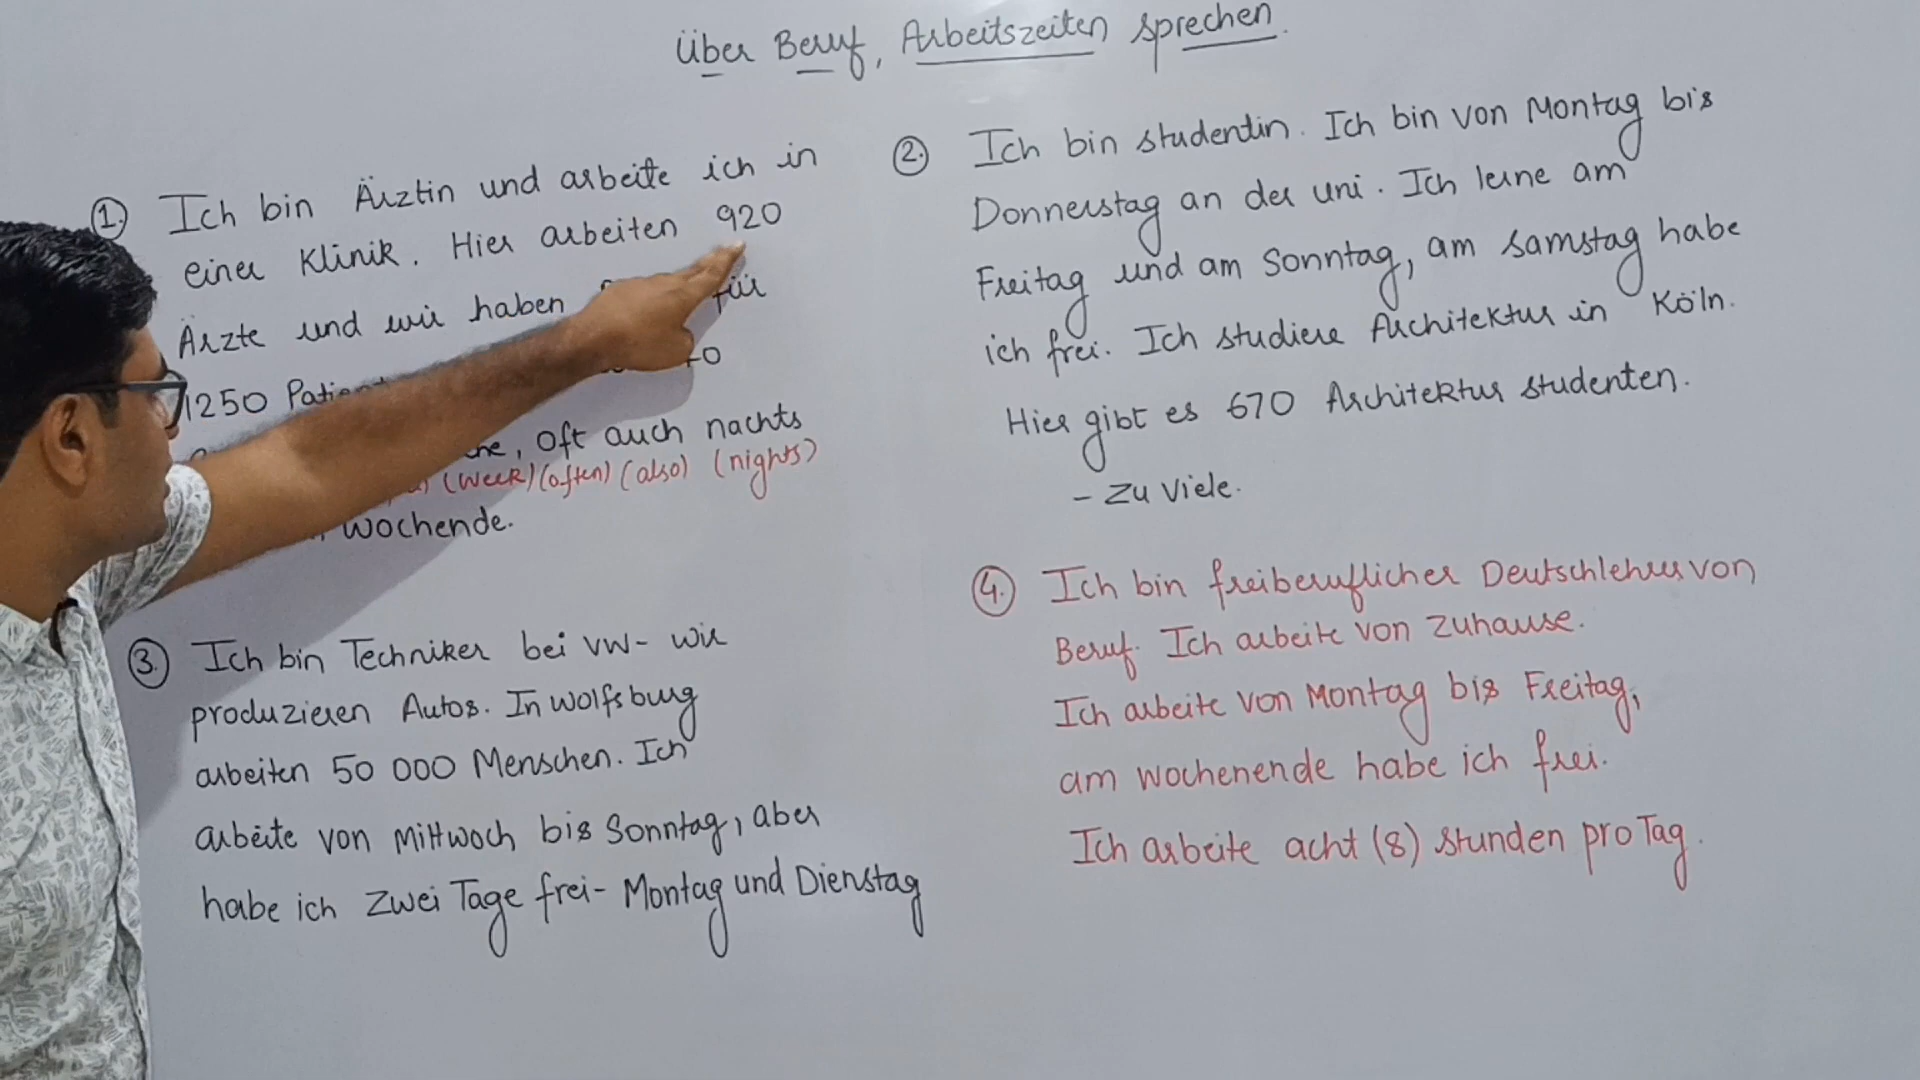 Über Beruf, Arbeitszeiten sprechen.
1. Ich bin Ärztin und arbeite ich in
einer Klinik. Hier arbeiten 920
Ärzte und wir haben für
1250
, oft auch nachts
(week) (often) (also) (nights)
wochende.
2. Ich bin studentin. Ich bin von Montag bis
Donnerstag an der uni. Ich lerne am
Freitag und am Sonntag, am samstag habe
ich frei. Ich studiere Architektur in Köln.
Hier gibt es 670 Architektur studenten.
- zu viele.
3. Ich bin Techniker bei VW- wir
produzieren Autos. In wolfsburg
arbeiten 50 000 Menschen. Ich
arbeite von Mittwoch bis Sonntag, aber
habe ich zwei Tage frei- Montag und Dienstag
4. Ich bin freiberuflicher Deutschlehrer von
Beruf. Ich arbeite von zuhause.
Ich arbeite von Montag bis Freitag,
am wochenende habe ich frei.
Ich arbeite acht (8) stunden pro Tag.